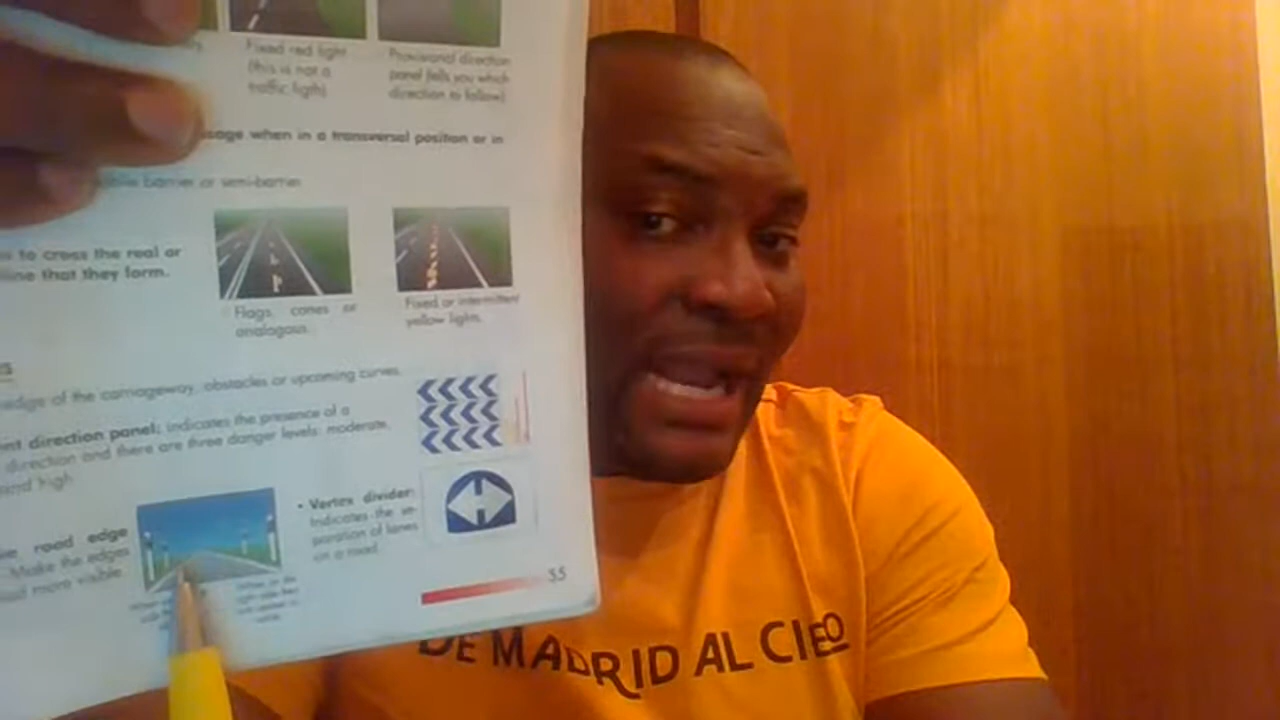 Fixed red light
(this is not a
traffic ligth)
Provisional direction
panel (tells you which
direction to follow)
sage when in a transversal position or in
barrier or semi-barrier
to cross the real or
ine that they form.
Flags, cones or
analogous.
Fixed or intermittent
yellow lights.
edge of the carriageway, obstacles or upcoming curves.
direction panel: indicates the presence of a
direction and there are three danger levels: moderate,
high
road edge
Make the edges
more visible.
• Vertex divider:
Indicates the se-
paration of lanes
on a road.
55
DE MADRID AL CIELO